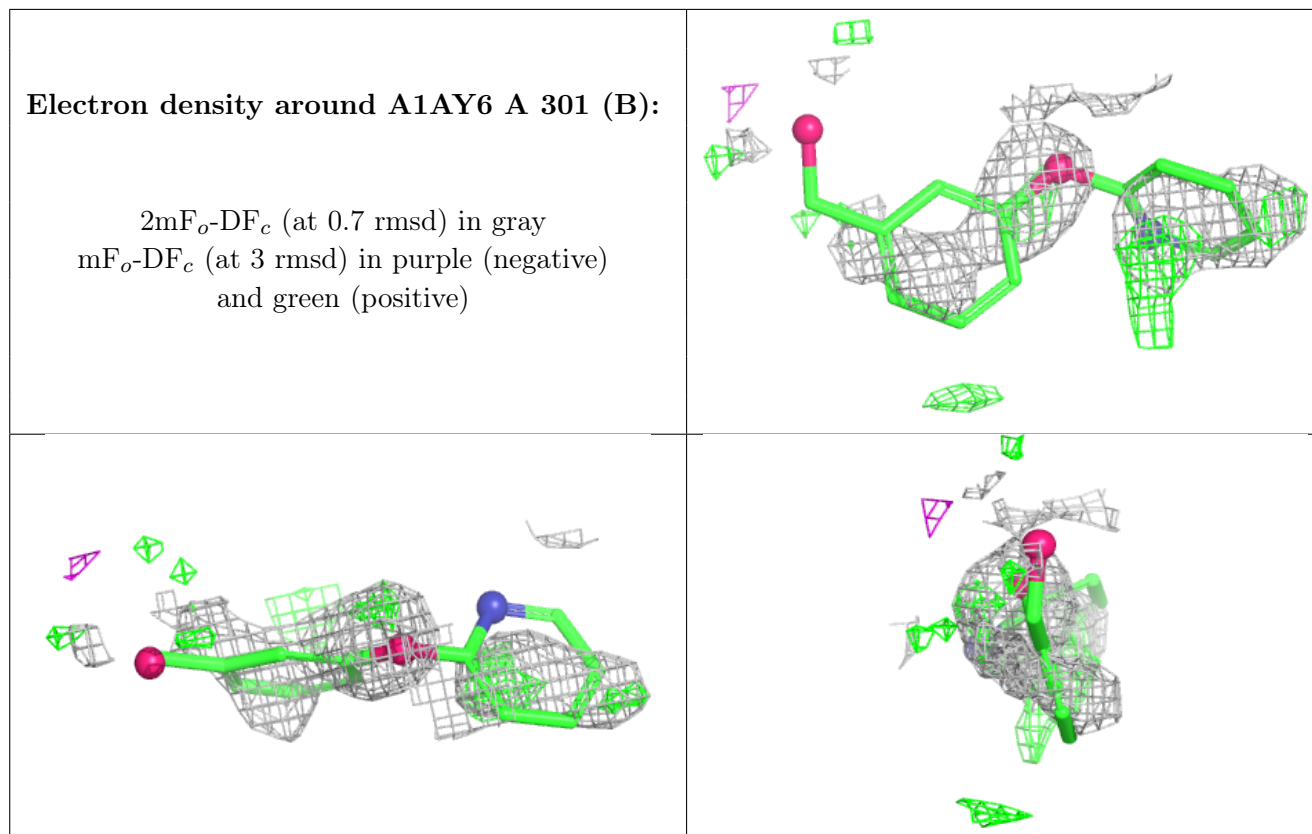 Electron density around A1AY6 A 301 (B):
2mFo-DFc (at 0.7 rmsd) in gray
mFo-DFc (at 3 rmsd) in purple (negative)
and green (positive)